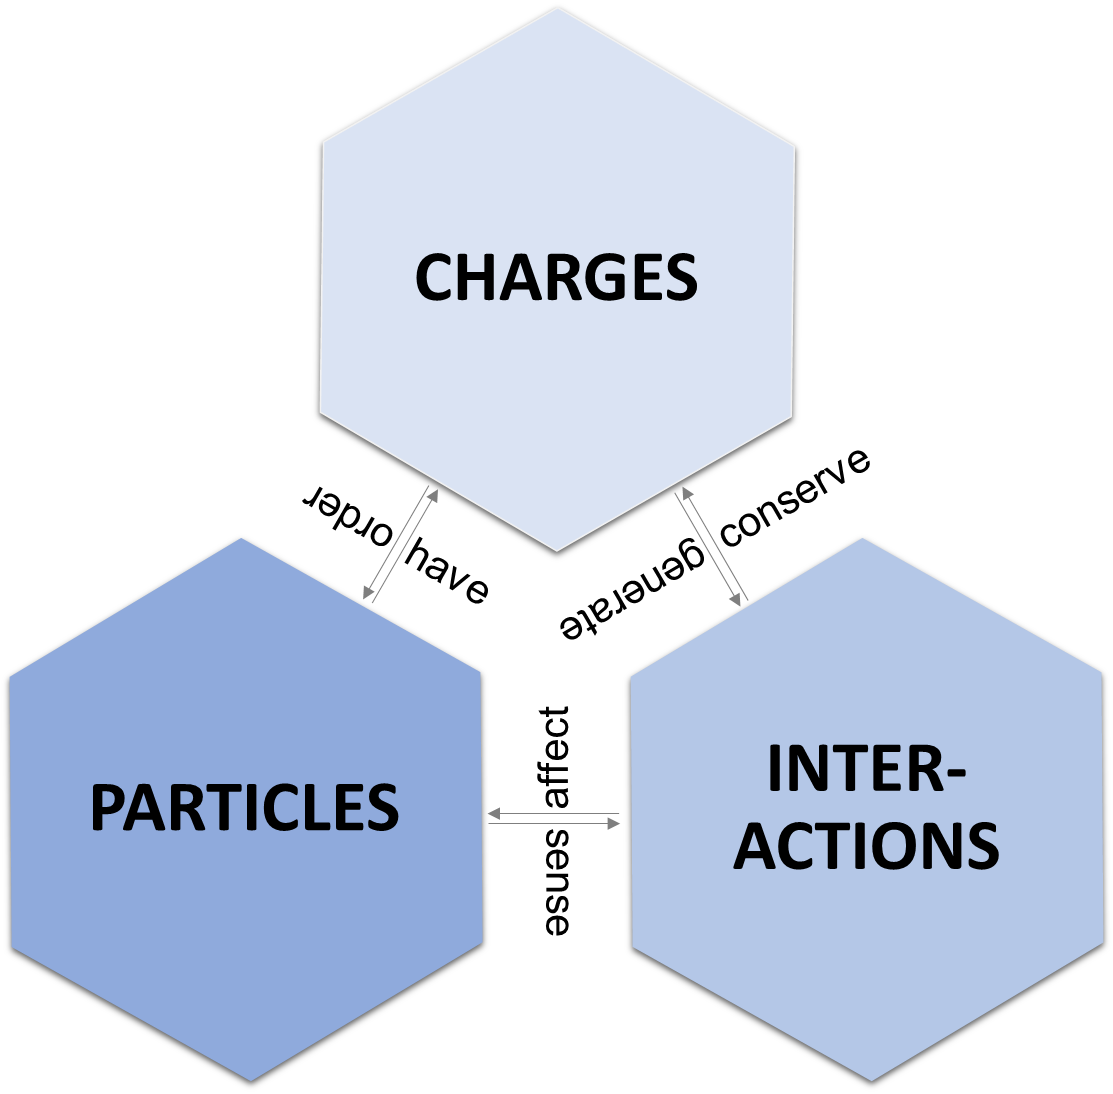 CHARGES
order
have
generate
conserve
PARTICLES
affect
sense
INTER-
ACTIONS